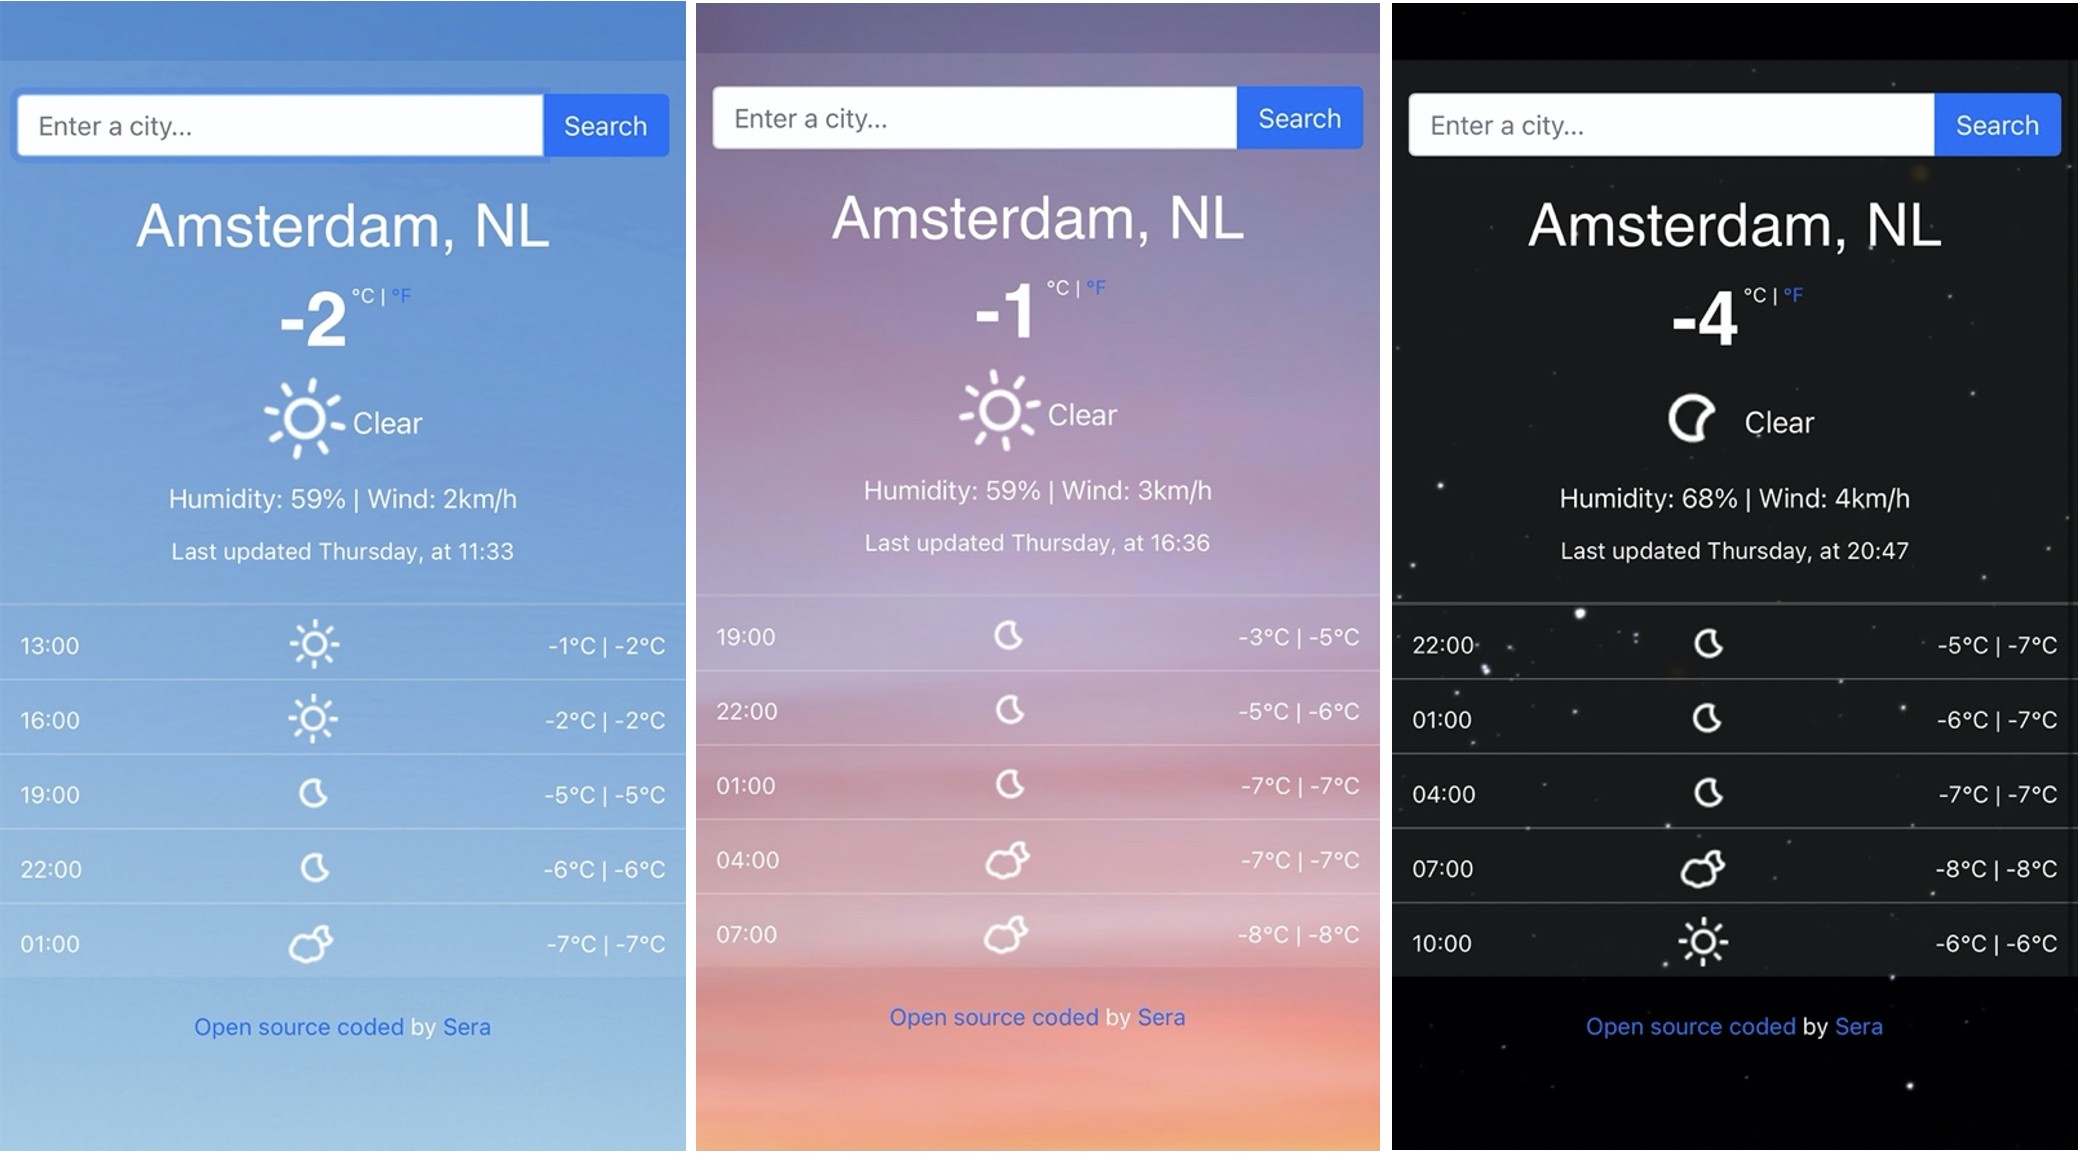 Enter a city... Search
Amsterdam, NL
-2 °C | °F
Clear
Humidity: 59% | Wind: 2km/h
Last updated Thursday, at 11:33
13:00 -1°C | -2°C
16:00 -2°C | -2°C
19:00 -5°C | -5°C
22:00 -6°C | -6°C
01:00 -7°C | -7°C
Open source coded by Sera
Enter a city... Search
Amsterdam, NL
-1 °C | °F
Clear
Humidity: 59% | Wind: 3km/h
Last updated Thursday, at 16:36
19:00 -3°C | -5°C
22:00 -5°C | -6°C
01:00 -7°C | -7°C
04:00 -7°C | -7°C
07:00 -8°C | -8°C
Open source coded by Sera
Enter a city... Search
Amsterdam, NL
-4 °C | °F
Clear
Humidity: 68% | Wind: 4km/h
Last updated Thursday, at 20:47
22:00 -5°C | -7°C
01:00 -6°C | -7°C
04:00 -7°C | -7°C
07:00 -8°C | -8°C
10:00 -6°C | -6°C
Open source coded by Sera